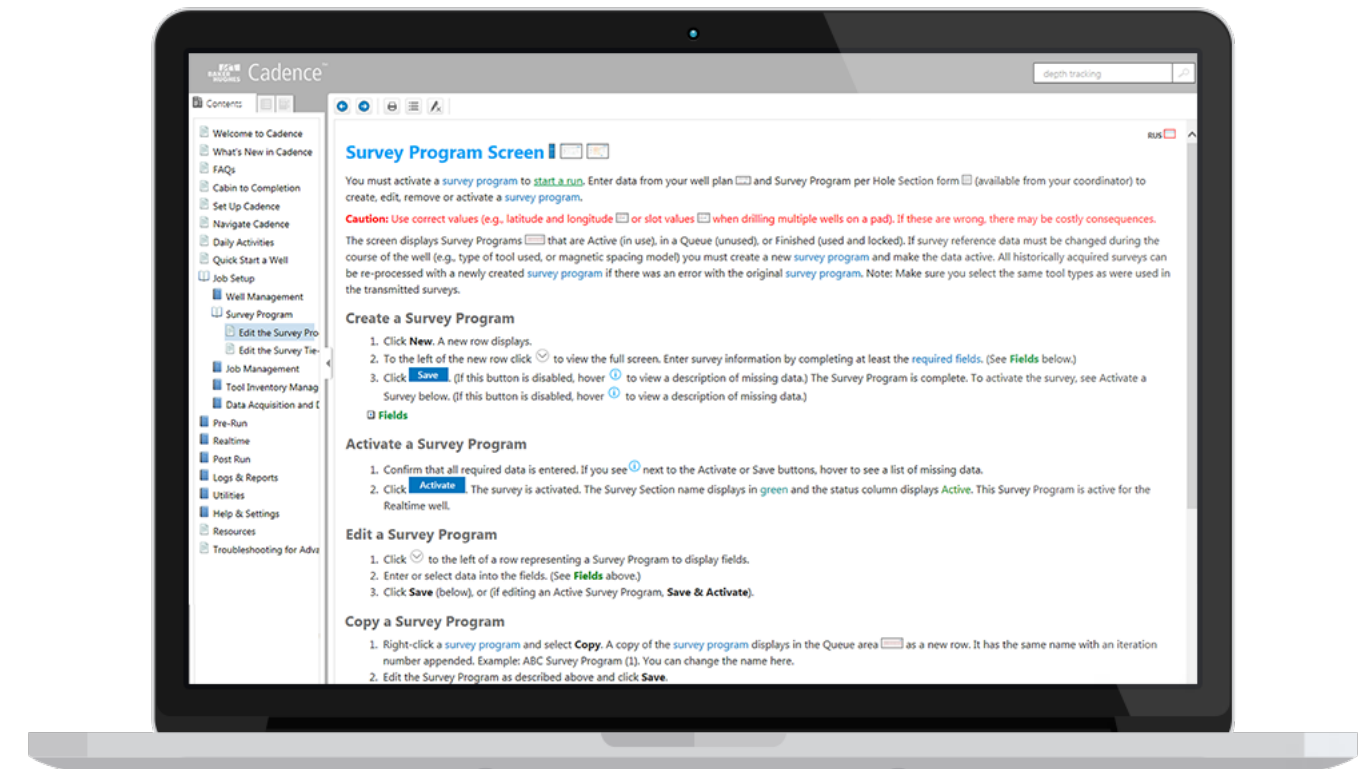 BAKER
HUGHES
Cadence™
depth tracking
Contents
Welcome to Cadence
What's New in Cadence
FAQs
Cabin to Completion
Set Up Cadence
Navigate Cadence
Daily Activities
Quick Start a Well
Job Setup
Well Management
Survey Program
Edit the Survey Pro
Edit the Survey Tie-
Job Management
Tool Inventory Manag
Data Acquisition and D
Pre-Run
Realtime
Post Run
Logs & Reports
Utilities
Help & Settings
Resources
Troubleshooting for Adva
RUS
Survey Program Screen
You must activate a survey program to start a run. Enter data from your well plan and Survey Program per Hole Section form (available from your coordinator) to
create, edit, remove or activate a survey program.
Caution: Use correct values (e.g., latitude and longitude or slot values when drilling multiple wells on a pad). If these are wrong, there may be costly consequences.
The screen displays Survey Programs that are Active (in use), in a Queue (unused), or Finished (used and locked). If survey reference data must be changed during the
course of the well (e.g., type of tool used, or magnetic spacing model) you must create a new survey program and make the data active. All historically acquired surveys can
be re-processed with a newly created survey program if there was an error with the original survey program. Note: Make sure you select the same tool types as were used in
the transmitted surveys.
Create a Survey Program
1. Click New. A new row displays.
2. To the left of the new row click to view the full screen. Enter survey information by completing at least the required fields. (See Fields below.)
3. Click Save. (If this button is disabled, hover to view a description of missing data.) The Survey Program is complete. To activate the survey, see Activate a
Survey below. (If this button is disabled, hover to view a description of missing data.)
Fields
Activate a Survey Program
1. Confirm that all required data is entered. If you see next to the Activate or Save buttons, hover to see a list of missing data.
2. Click Activate. The survey is activated. The Survey Section name displays in green and the status column displays Active. This Survey Program is active for the
Realtime well.
Edit a Survey Program
1. Click to the left of a row representing a Survey Program to display fields.
2. Enter or select data into the fields. (See Fields above.)
3. Click Save (below), or (if editing an Active Survey Program, Save & Activate).
Copy a Survey Program
1. Right-click a survey program and select Copy. A copy of the survey program displays in the Queue area as a new row. It has the same name with an iteration
number appended. Example: ABC Survey Program (1). You can change the name here.
2. Edit the Survey Program as described above and click Save.